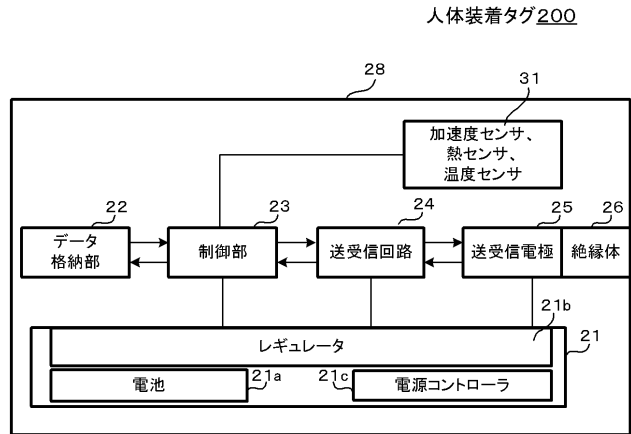 人体装着タグ200
28
31
加速度センサ、
熱センサ、
温度センサ
22
23
24
25
26
データ
格納部
制御部
送受信回路
送受信電極
絶縁体
21b
レギュレータ
21
電池
21a
21c
電源コントローラ